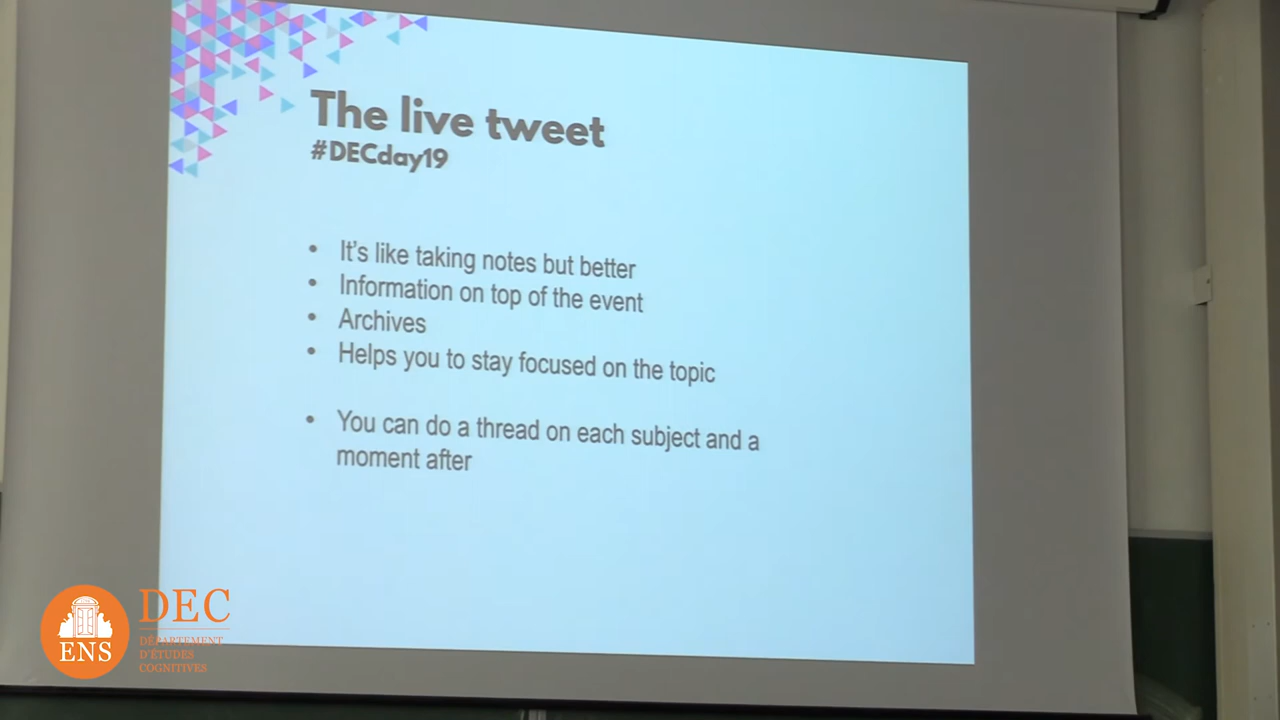 The live tweet
#DECday19
• It's like taking notes but better
• Information on top of the event
• Archives
• Helps you to stay focused on the topic
• You can do a thread on each subject and a
moment after
ENS
DEC
DÉPARTEMENT
D'ÉTUDES
COGNITIVES